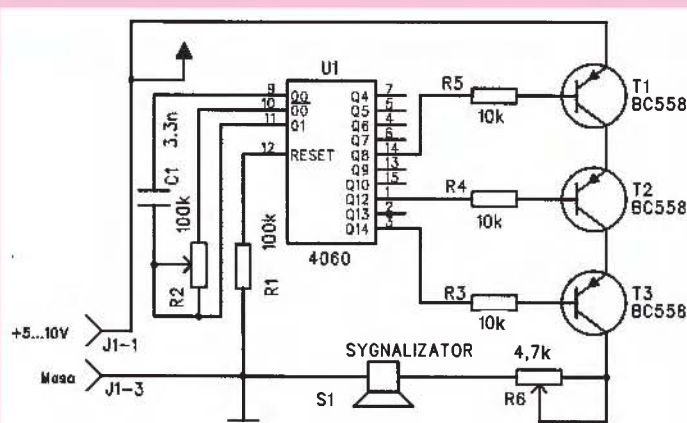 U1
9
10
11
12
O0
O0
O1
RESET
Q4
Q5
Q6
Q7
Q8
Q9
Q10
Q12
Q13
Q14
7
5
4
6
14
13
15
1
2
3
4060
3.3n
C1
100k
R2
100k
R1
R5
10k
R4
10k
R3
10k
T1
BC558
T2
BC558
T3
BC558
+5...10V
J1-1
Masa
J1-3
SYGNALIZATOR
S1
4,7k
R6